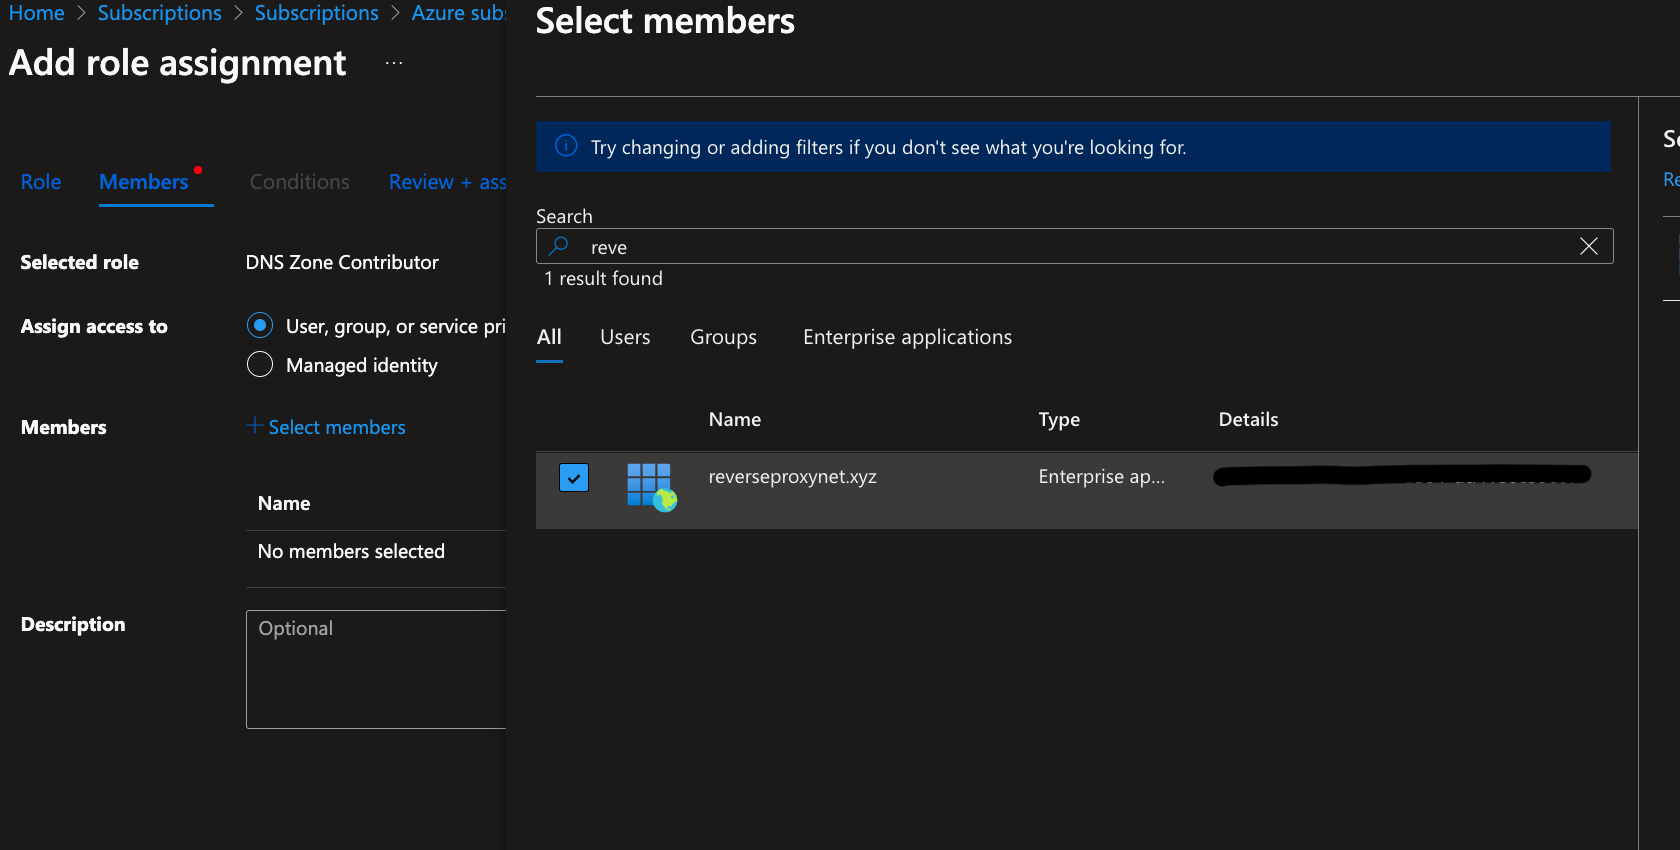 Home > Subscriptions > Subscriptions > Azure subs
Add role assignment ...
Role Members Conditions Review + ass
Selected role DNS Zone Contributor
Assign access to User, group, or service pri
Managed identity
Members + Select members
Name
No members selected
Description Optional
Select members
Try changing or adding filters if you don't see what you're looking for.
Search
reve
1 result found
All Users Groups Enterprise applications
Name Type Details
reverseproxynet.xyz Enterprise ap...
Se
Re